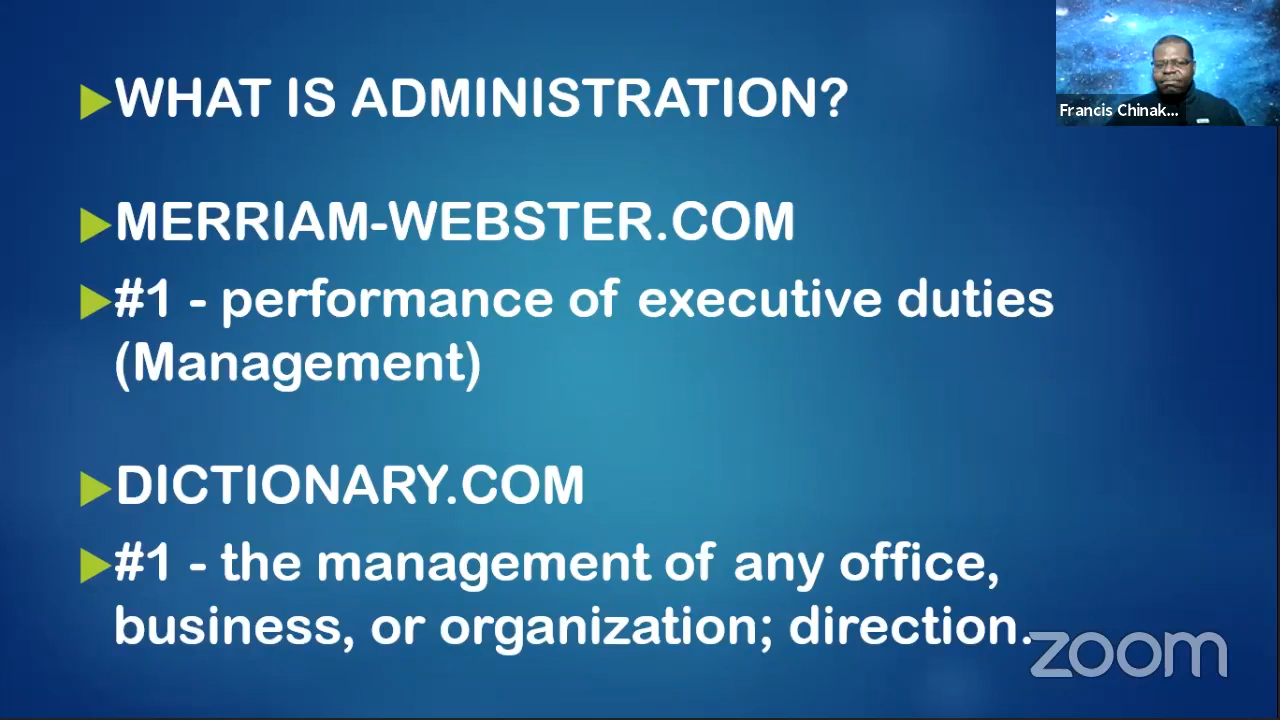 WHAT IS ADMINISTRATION?
Francis Chinak...
MERRIAM-WEBSTER.COM
#1 - performance of executive duties
(Management)
DICTIONARY.COM
#1 - the management of any office,
business, or organization; direction.
zoom